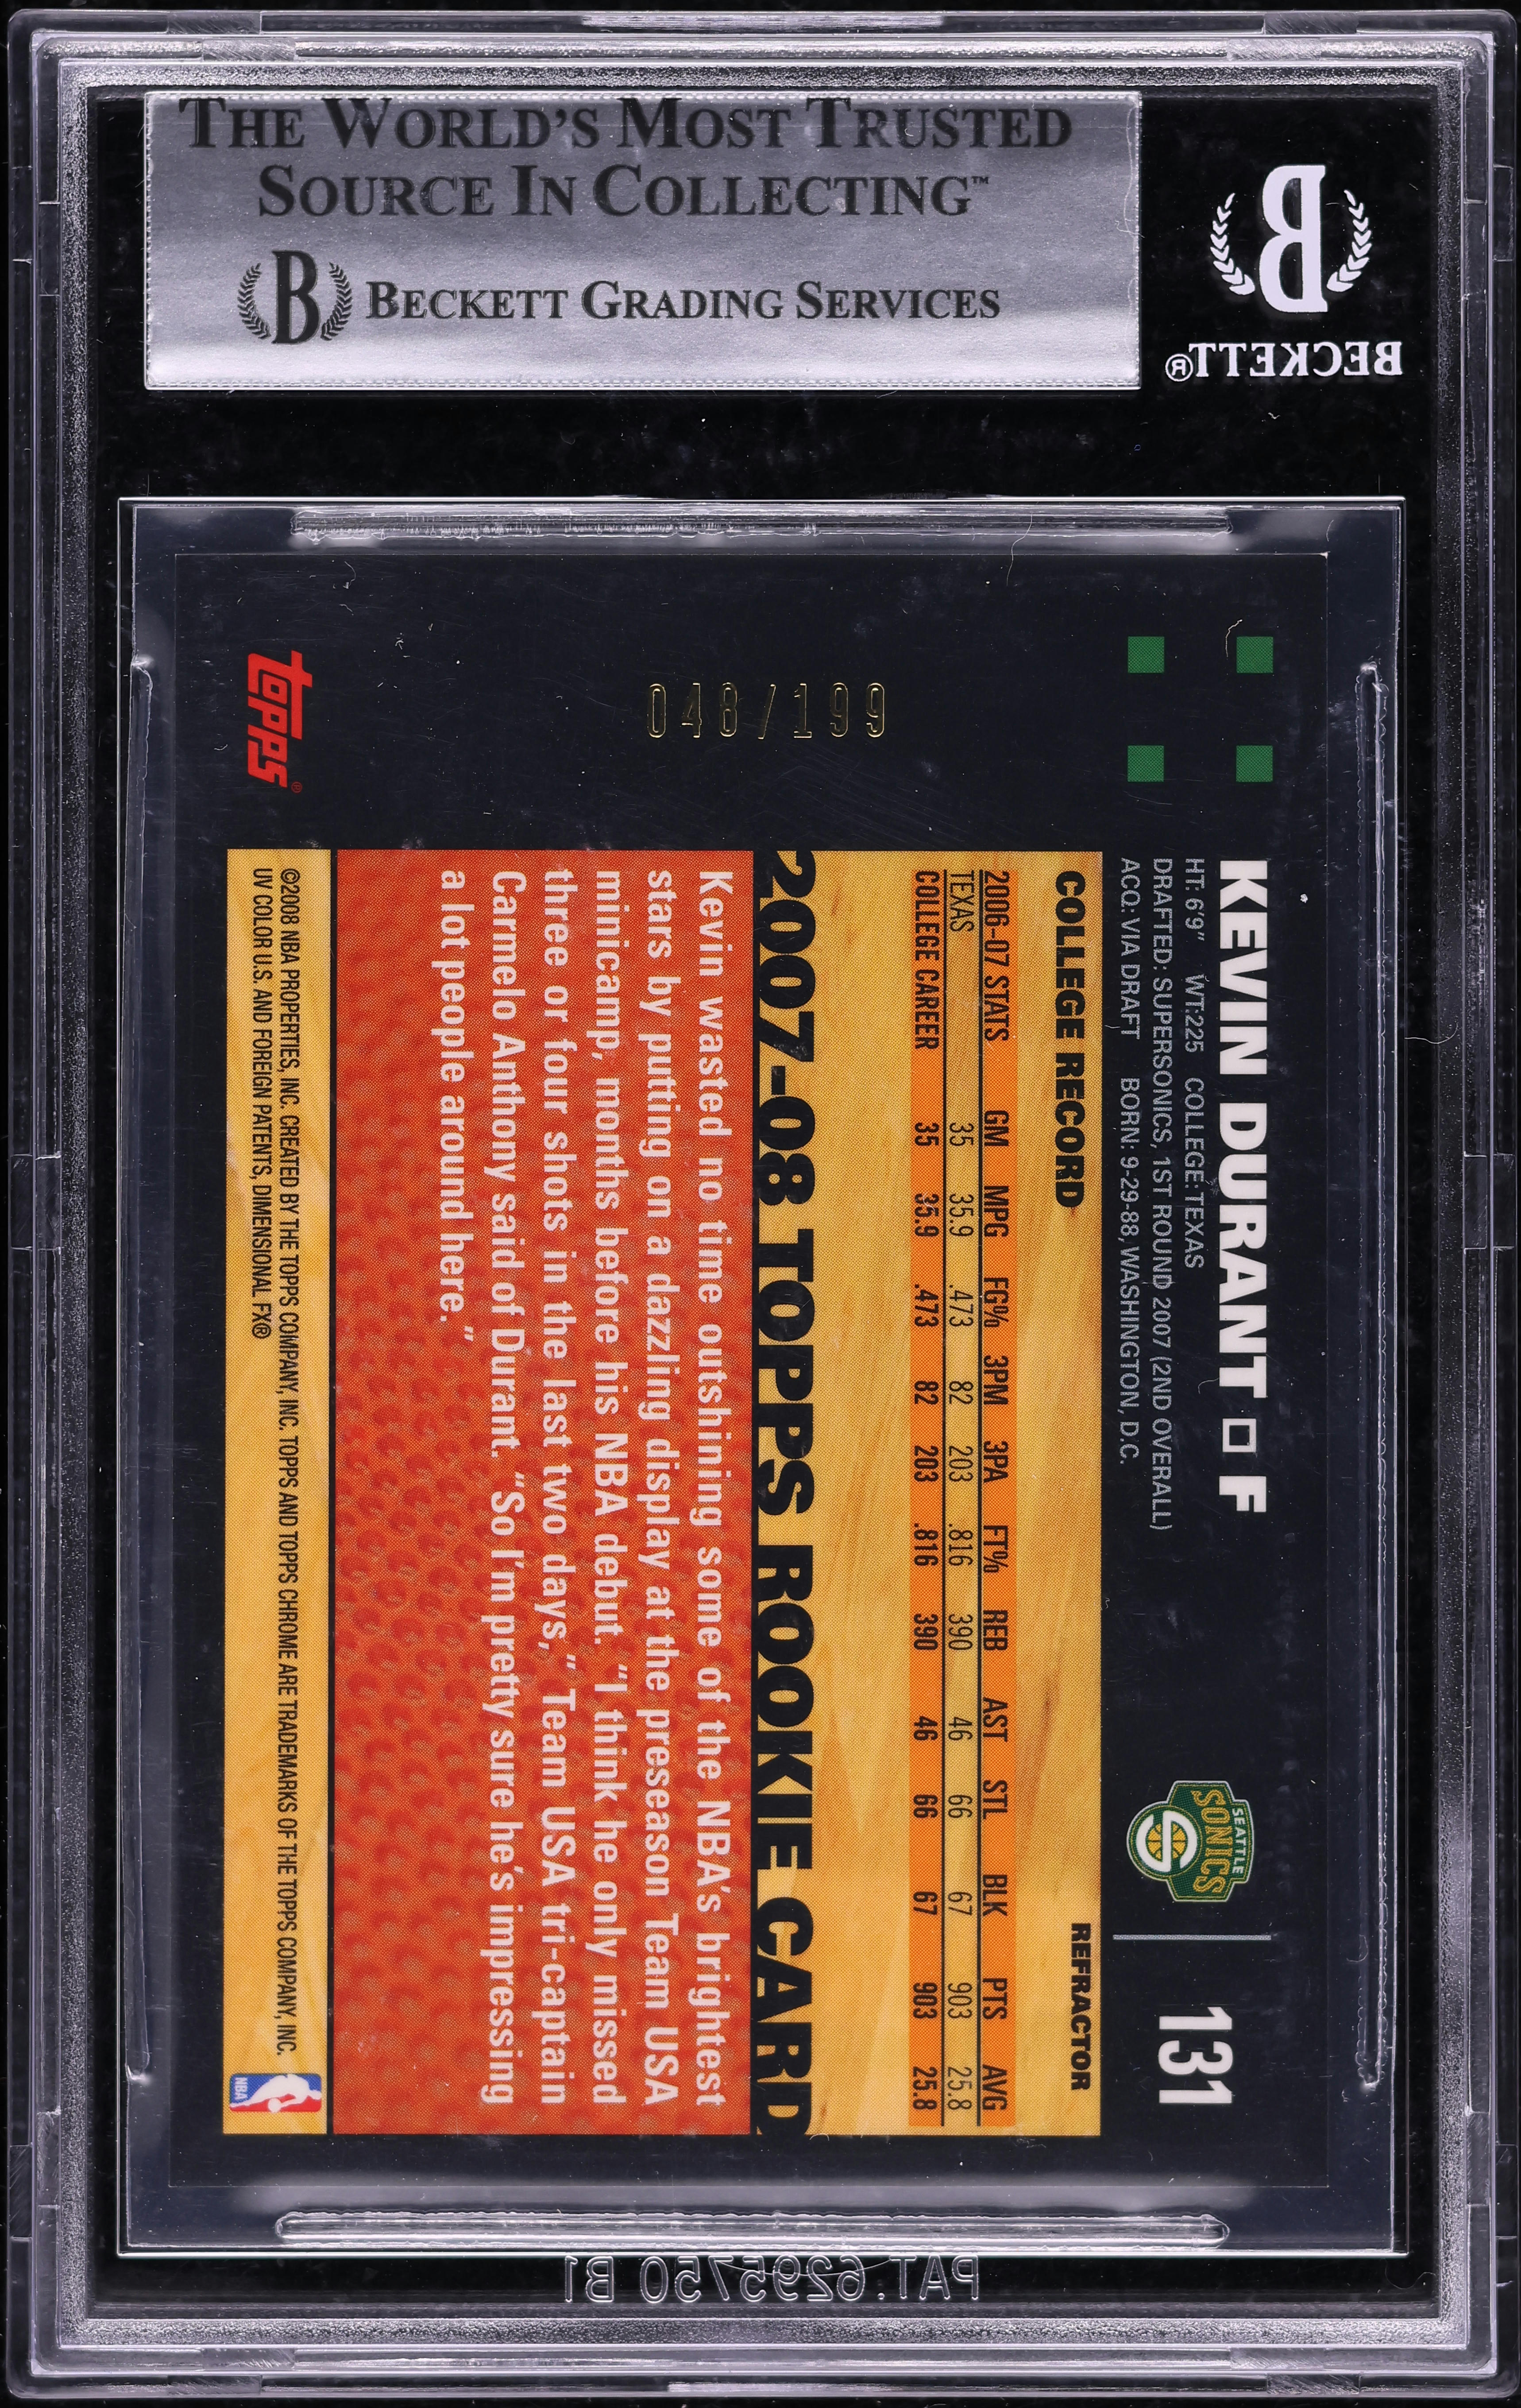 THE WORLD'S MOST TRUSTED
SOURCE IN COLLECTING™
B BECKETT GRADING SERVICES
B
BECKETT®
KEVIN DURANT □ F
HT: 6'9" WT:225 COLLEGE:TEXAS
DRAFTED: SUPERSONICS, 1ST ROUND 2007 (2ND OVERALL)
ACQ: VIA DRAFT BORN: 9-29-88, WASHINGTON, D.C.
SEATTLE
SONICS
131
048/199
COLLEGE RECORD
REFRACTOR
2006-07 STATS GM MPG FG% 3PM 3PA FT% REB AST STL BLK PTS AVG
TEXAS 35 35.9 .473 82 203 .816 390 46 66 67 903 25.8
COLLEGE CAREER 35 35.9 .473 82 203 .816 390 46 66 67 903 25.8
2007-08 TOPPS ROOKIE CARD
Kevin wasted no time outshining some of the NBA's brightest
stars by putting on a dazzling display at the preseason Team USA
minicamp, months before his NBA debut. "I think he only missed
three or four shots in the last two days," Team USA tri-captain
Carmelo Anthony said of Durant. "So I'm pretty sure he's impressing
a lot people around here."
topps®
©2008 NBA PROPERTIES, INC. CREATED BY THE TOPPS COMPANY, INC. TOPPS AND TOPPS CHROME ARE TRADEMARKS OF THE TOPPS COMPANY, INC.
UV COLOR U.S. AND FOREIGN PATENTS, DIMENSIONAL FX®
NBA
PAT.6295750 B1